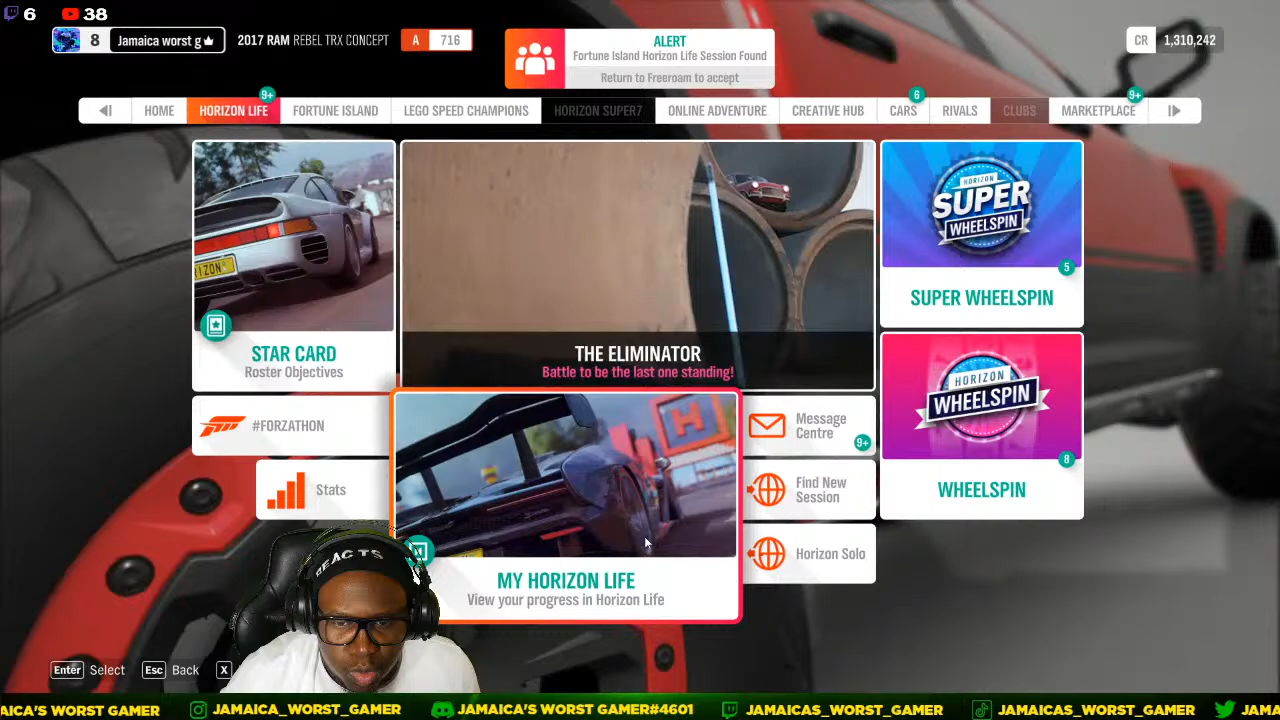 6
38
8 Jamaica worst g
2017 RAM REBEL TRX CONCEPT
A 716
ALERT
Fortune Island Horizon Life Session Found
Return to Freeroam to accept
CR 1,310,242
9+
6
9+
HOME HORIZON LIFE FORTUNE ISLAND LEGO SPEED CHAMPIONS HORIZON SUPER7 ONLINE ADVENTURE CREATIVE HUB CARS RIVALS CLUBS MARKETPLACE
STAR CARD
Roster Objectives
THE ELIMINATOR
Battle to be the last one standing!
HORIZON
SUPER
WHEELSPIN
5
SUPER WHEELSPIN
#FORZATHON
Stats
MY HORIZON LIFE
View your progress in Horizon Life
Message
Centre
9+
Find New
Session
Horizon Solo
HORIZON
WHEELSPIN
8
WHEELSPIN
REACTS
Enter Select Esc Back X
AICA'S WORST GAMER JAMAICA_WORST_GAMER JAMAICA'S WORST GAMER#4601 JAMAICAS_WORST_GAMER JAMAICAS_WORST_GAMER JAMA